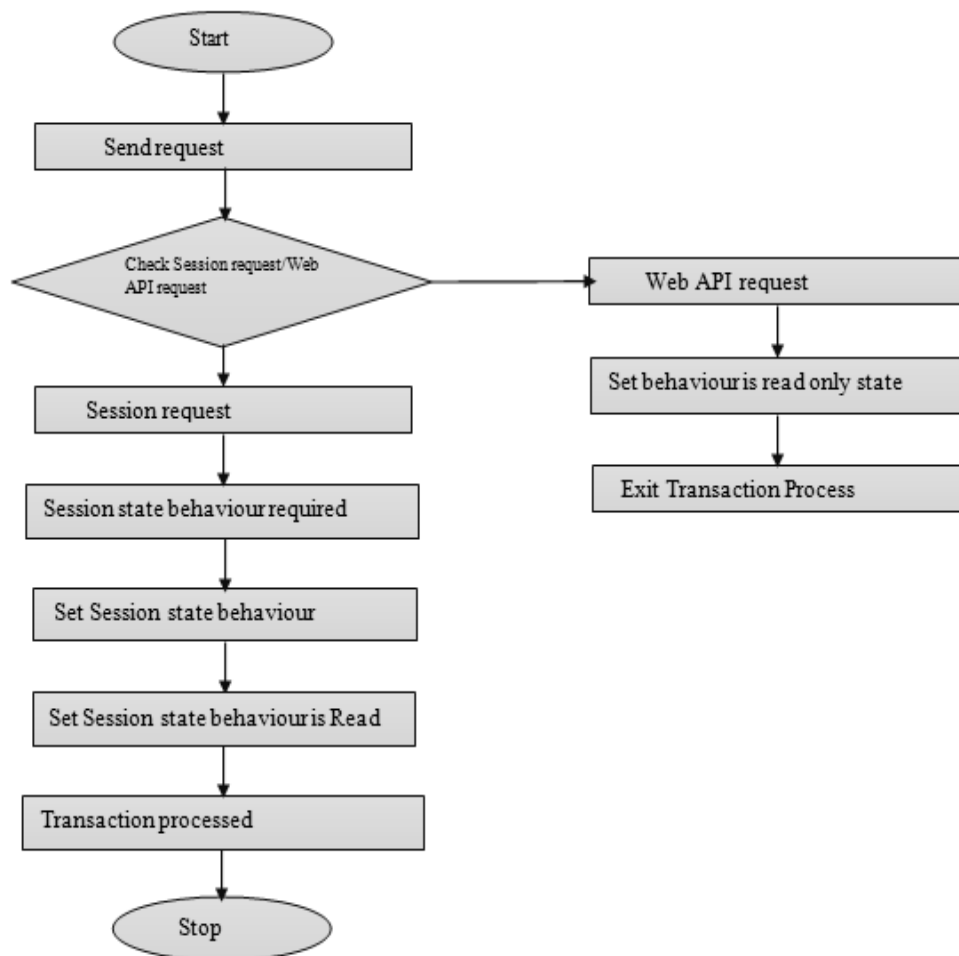 Start
Send request
Check Session request/Web
API request
Web API request
Session request
Set behaviour is read only state
Session state behaviour required
Exit Transaction Process
Set Session state behaviour
Set Session state behaviour is Read
Transaction processed
Stop